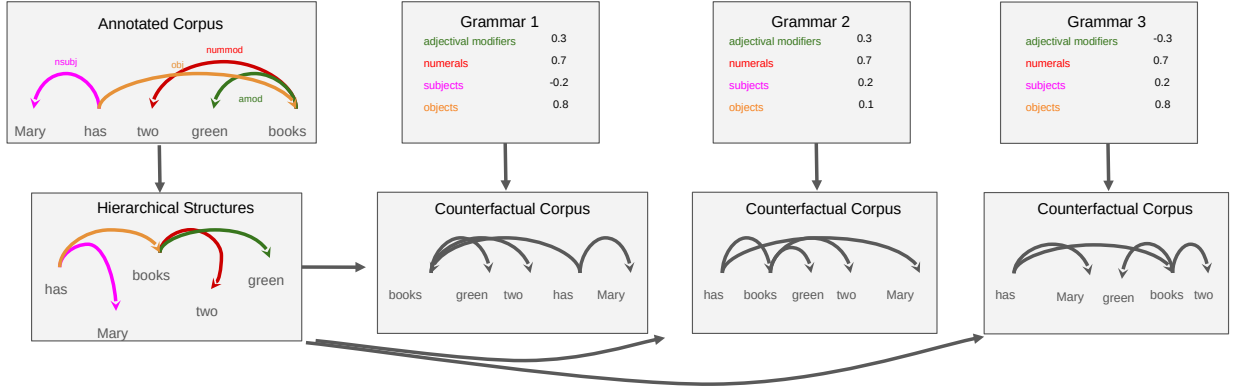 Annotated Corpus
nsubj
obj
nummod
amod
Mary has two green books
Grammar 1
adjectival modifiers 0.3
numerals 0.7
subjects -0.2
objects 0.8
Grammar 2
adjectival modifiers 0.3
numerals 0.7
subjects 0.2
objects 0.1
Grammar 3
adjectival modifiers -0.3
numerals 0.7
subjects 0.2
objects 0.8
Hierarchical Structures
has
books
green
two
Mary
Counterfactual Corpus
books green two has Mary
Counterfactual Corpus
has books green two Mary
Counterfactual Corpus
has Mary green books two